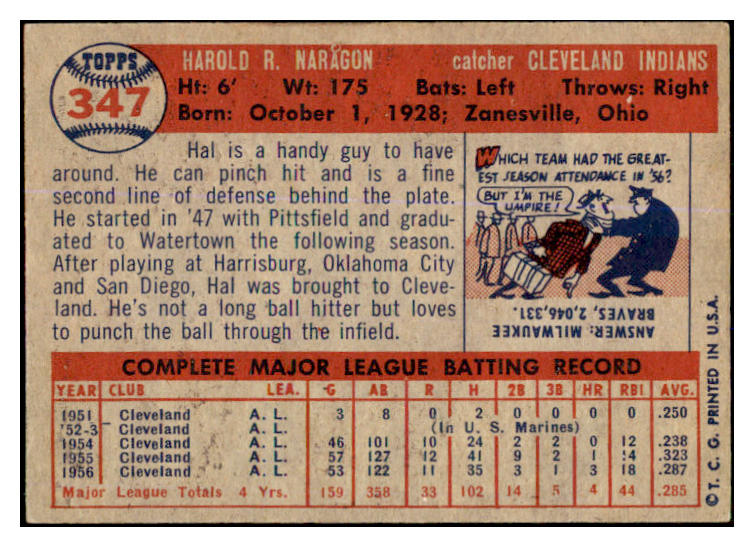 TOPPS
347
HAROLD R. NARAGON catcher CLEVELAND INDIANS
Ht: 6' Wt: 175 Bats: Left Throws: Right
Born: October 1, 1928; Zanesville, Ohio
Hal is a handy guy to have
around. He can pinch hit and is a fine
second line of defense behind the plate.
He started in '47 with Pittsfield and gradu-
ated to Watertown the following season.
After playing at Harrisburg, Oklahoma City
and San Diego, Hal was brought to Cleve-
land. He's not a long ball hitter but loves
to punch the ball through the infield.
WHICH TEAM HAD THE GREAT-
EST SEASON ATTENDANCE IN '56?
BUT I'M THE
UMPIRE!
ANSWER: MILWAUKEE
BRAVES, 2,046,331.
COMPLETE MAJOR LEAGUE BATTING RECORD
YEAR CLUB LEA. G AB R H 2B 3B HR RBI AVG.
1951 Cleveland A. L. 3 8 0 2 0 0 0 0 .250
'52-3 Cleveland A. L. (In U. S. Marines)
1954 Cleveland A. L. 46 101 10 24 2 2 0 12 .238
1955 Cleveland A. L. 57 127 12 41 9 2 1 14 .323
1956 Cleveland A. L. 53 122 11 35 3 1 3 18 .287
Major League Totals 4 Yrs. 159 358 33 102 14 5 4 44 .285
© T. C. G. PRINTED IN U.S.A.